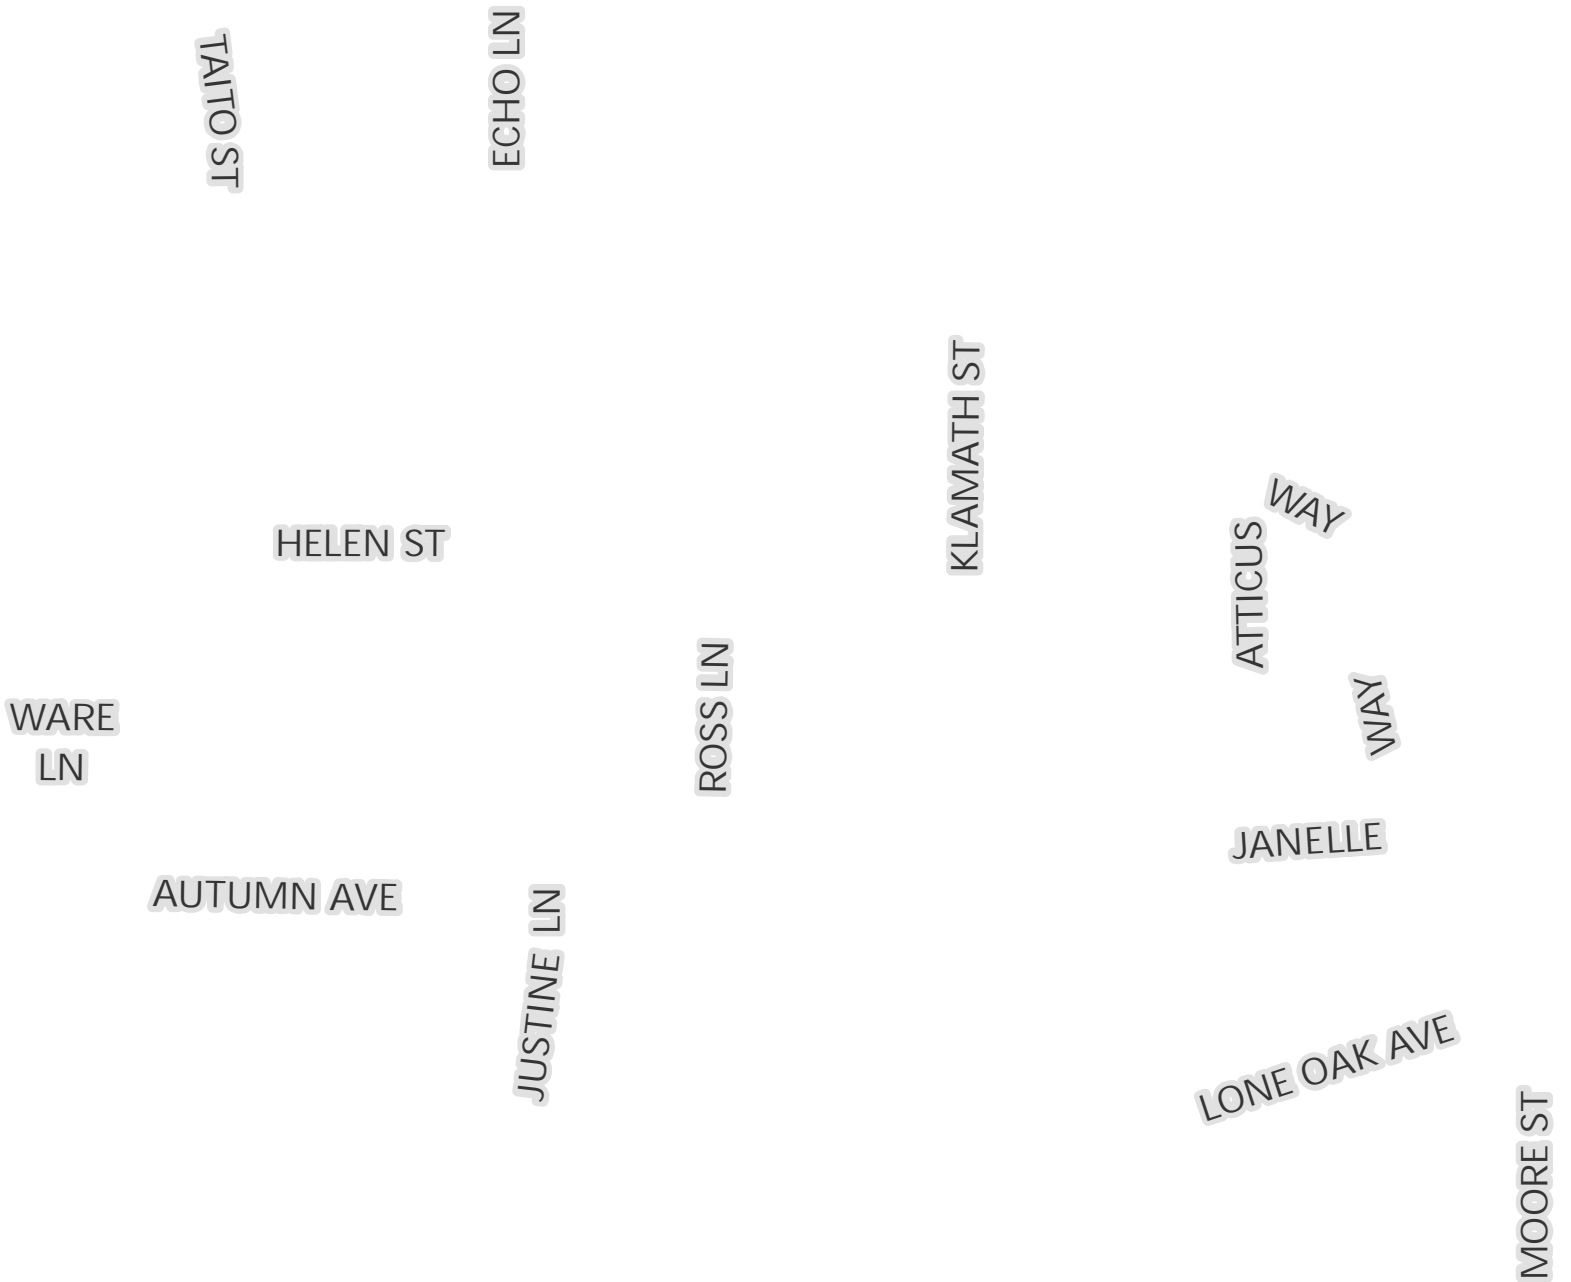 TAITO ST
ECHO LN
KLAMATH ST
WAY
ATTICUS
HELEN ST
ROSS LN
WARE
LN
WAY
JANELLE
AUTUMN AVE
JUSTINE LN
LONE OAK AVE
MOORE ST